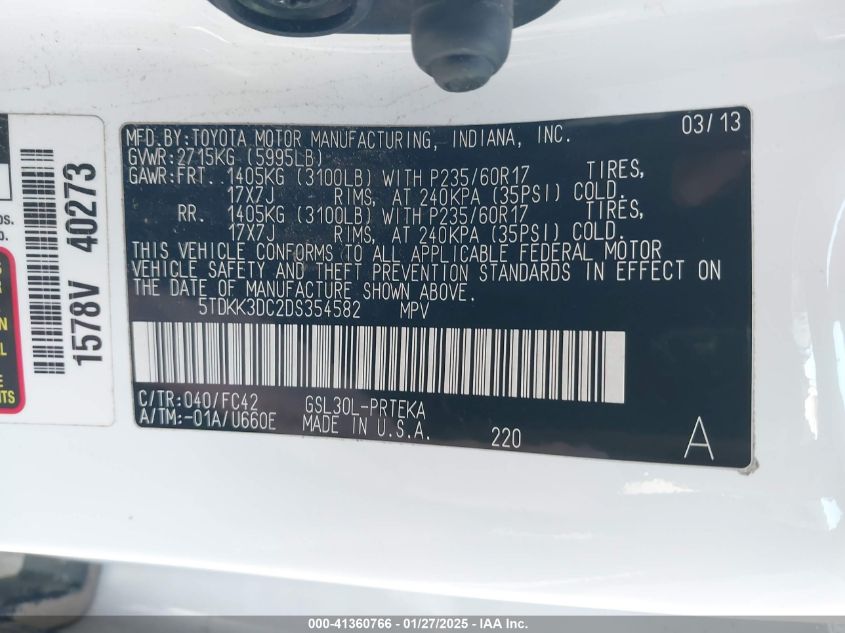 MFD.BY:TOYOTA MOTOR MANUFACTURING, INDIANA, INC. 03/13
GVWR:2715KG (5995LB)
GAWR:FRT. 1405KG (3100LB) WITH P235/60R17 TIRES,
17X7J RIMS, AT 240KPA (35PSI) COLD.
RR. 1405KG (3100LB) WITH P235/60R17 TIRES,
17X7J RIMS, AT 240KPA (35PSI) COLD.
THIS VEHICLE CONFORMS TO ALL APPLICABLE FEDERAL MOTOR
VEHICLE SAFETY AND THEFT PREVENTION STANDARDS IN EFFECT ON
THE DATE OF MANUFACTURE SHOWN ABOVE.
5TDKK3DC2DS354582 MPV
C/TR:040/FC42 GSL30L-PRTEKA
A/TM:-01A/U660E MADE IN U.S.A. 220 A
1578V 40273
000-41360766 - 01/27/2025 - IAA Inc.